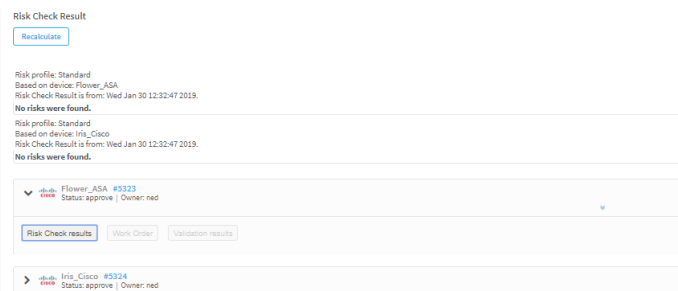 Risk Check Result
Recalculate
Risk profile: Standard
Based on device: Flower_ASA
Risk Check Result is from: Wed Jan 30 12:32:47 2019.
No risks were found.
Risk profile: Standard
Based on device: Iris_Cisco
Risk Check Result is from: Wed Jan 30 12:32:47 2019.
No risks were found.
CISCO Flower_ASA #5323
Status: approve | Owner: ned
Risk Check results Work Order Validation results
CISCO Iris_Cisco #5324
Status: approve | Owner: ned